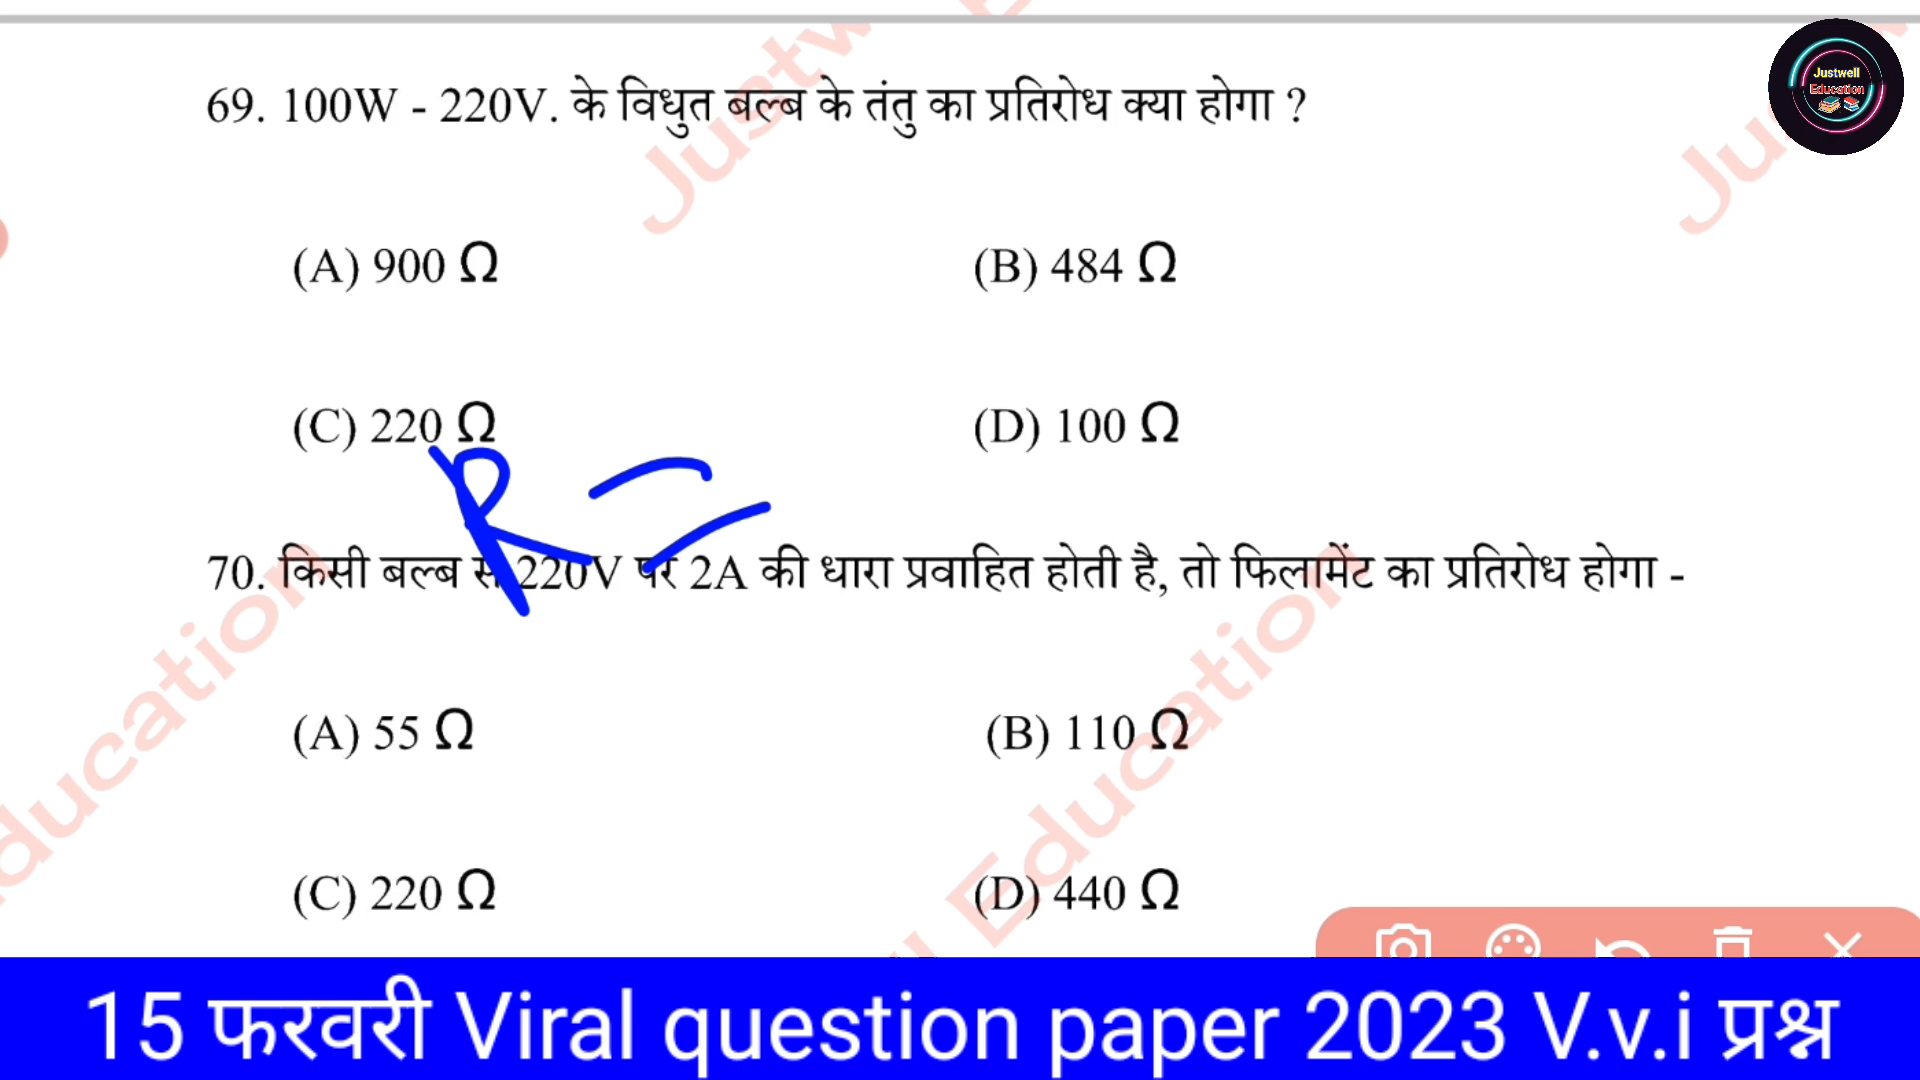 Justwell
Education
69. 100W - 220V. के विधुत बल्ब के तंतु का प्रतिरोध क्या होगा ?
(A) 900 Ω (B) 484 Ω
(C) 220 Ω (D) 100 Ω
R =
70. किसी बल्ब से 220V पर 2A की धारा प्रवाहित होती है, तो फिलामेंट का प्रतिरोध होगा -
(A) 55 Ω (B) 110 Ω
(C) 220 Ω (D) 440 Ω
15 फरवरी Viral question paper 2023 V.v.i प्रश्न